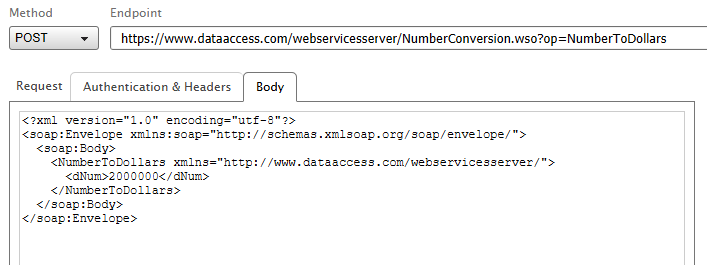 Method Endpoint
POST https://www.dataaccess.com/webservicesserver/NumberConversion.wso?op=NumberToDollars
Request Authentication & Headers Body
<?xml version="1.0" encoding="utf-8"?>
<soap:Envelope xmlns:soap="http://schemas.xmlsoap.org/soap/envelope/">
  <soap:Body>
    <NumberToDollars xmlns="http://www.dataaccess.com/webservicesserver/">
      <dNum>2000000</dNum>
    </NumberToDollars>
  </soap:Body>
</soap:Envelope>